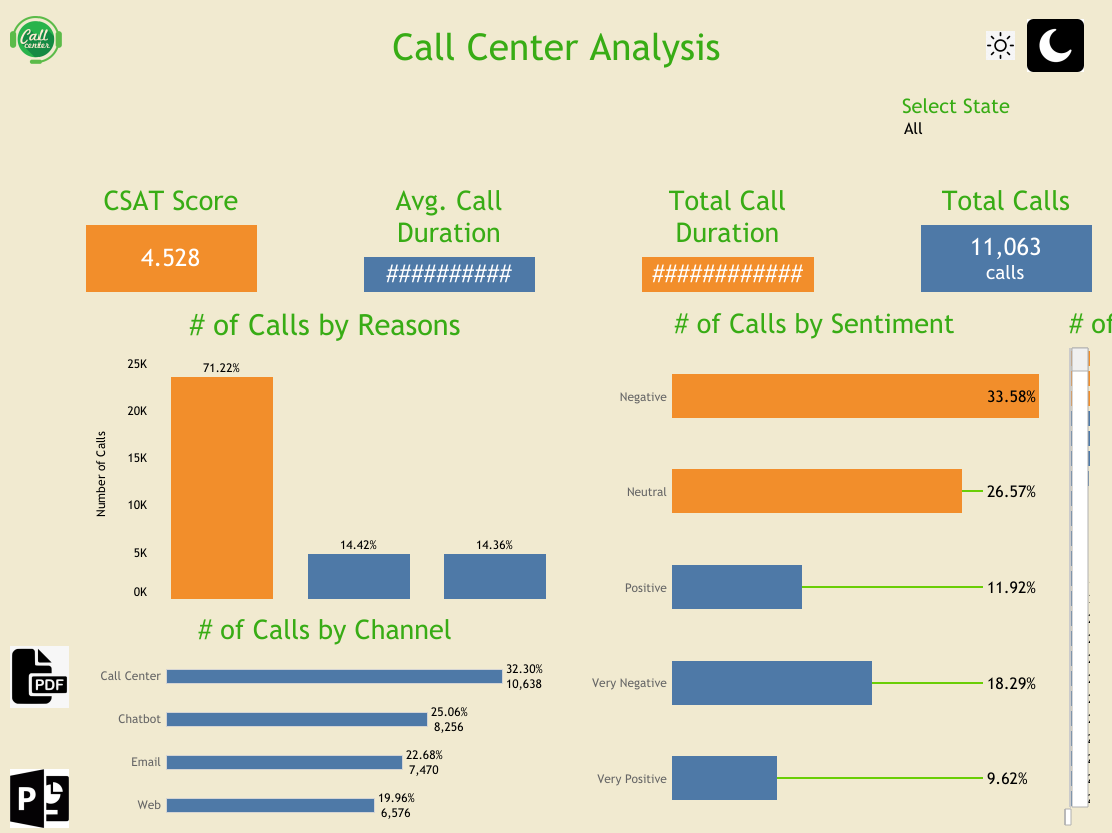 Call
center
Call Center Analysis
Select State
All
CSAT Score
4.528
Avg. Call
Duration
##########
Total Call
Duration
############
Total Calls
11,063
calls
# of Calls by Reasons
25K
20K
15K
10K
5K
0K
Number of Calls
71.22%
14.42%
14.36%
# of Calls by Sentiment
Negative
33.58%
Neutral
26.57%
Positive
11.92%
Very Negative
18.29%
Very Positive
9.62%
# of
# of Calls by Channel
Call Center
32.30%
10,638
Chatbot
25.06%
8,256
Email
22.68%
7,470
Web
19.96%
6,576
PDF
P